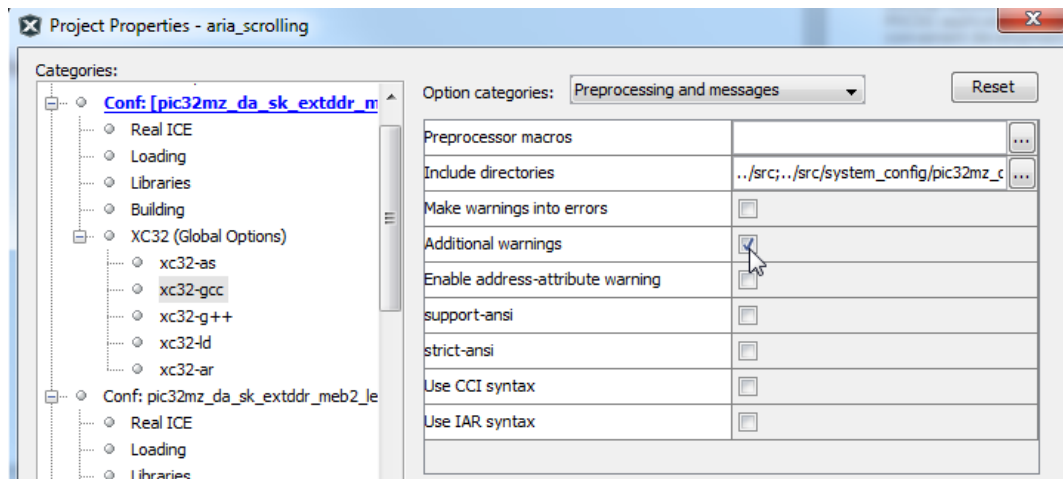 Project Properties - aria_scrolling
Categories:
Conf: [pic32mz_da_sk_extddr_m
Real ICE
Loading
Libraries
Building
XC32 (Global Options)
xc32-as
xc32-gcc
xc32-g++
xc32-ld
xc32-ar
Conf: pic32mz_da_sk_extddr_meb2_le
Real ICE
Loading
Libraries
Option categories: Preprocessing and messages Reset
Preprocessor macros ...
Include directories ../src;../src/system_config/pic32mz_c ...
Make warnings into errors
Additional warnings
Enable address-attribute warning
support-ansi
strict-ansi
Use CCI syntax
Use IAR syntax